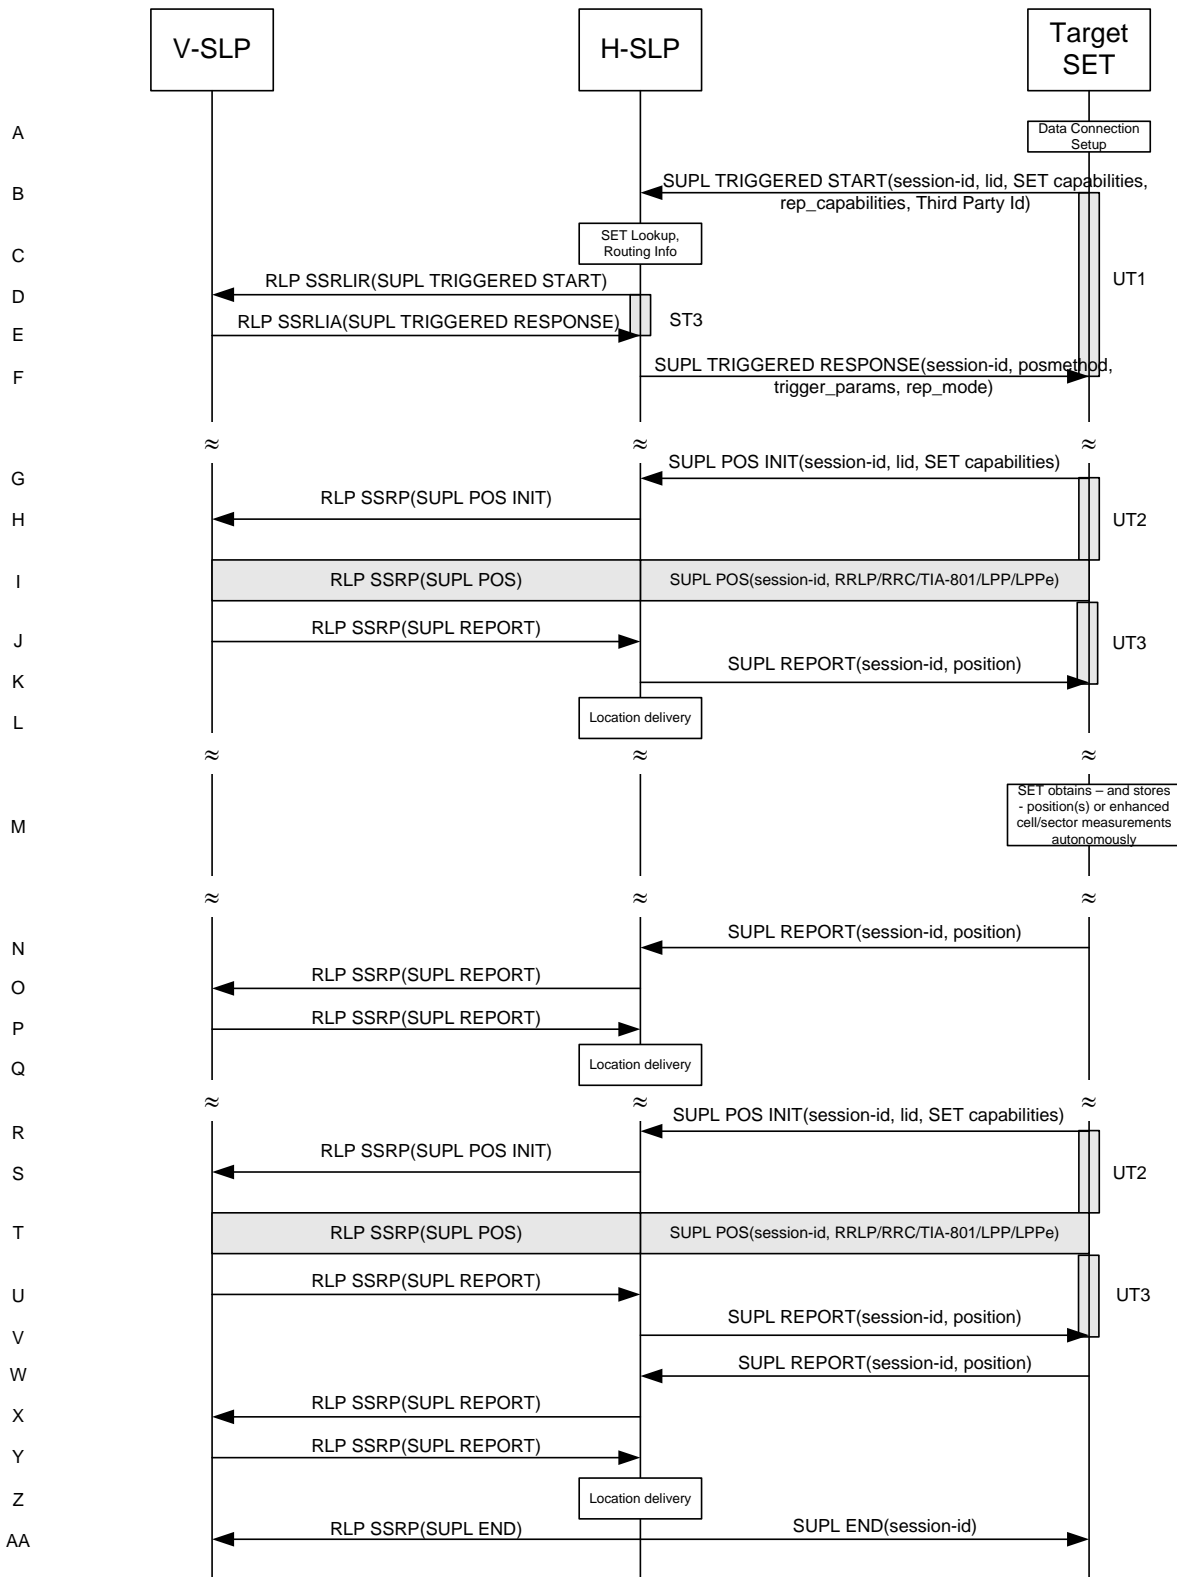 V-SLP
H-SLP
Target
SET
A
Data Connection
Setup
B
SUPL TRIGGERED START(session-id, lid, SET capabilities,
rep_capabilities, Third Party Id)
C
SET Lookup,
Routing Info
UT1
D
RLP SSRLIR(SUPL TRIGGERED START)
E
RLP SSRLIA(SUPL TRIGGERED RESPONSE)
ST3
F
SUPL TRIGGERED RESPONSE(session-id, posmethod,
trigger_params, rep_mode)
≈ ≈ ≈
G
SUPL POS INIT(session-id, lid, SET capabilities)
H
RLP SSRP(SUPL POS INIT)
UT2
I
RLP SSRP(SUPL POS)
SUPL POS(session-id, RRLP/RRC/TIA-801/LPP/LPPe)
J
RLP SSRP(SUPL REPORT)
UT3
K
SUPL REPORT(session-id, position)
L
Location delivery
≈ ≈ ≈
M
SET obtains – and stores
- position(s) or enhanced
cell/sector measurements
autonomously
≈ ≈ ≈
N
SUPL REPORT(session-id, position)
O
RLP SSRP(SUPL REPORT)
P
RLP SSRP(SUPL REPORT)
Q
Location delivery
≈ ≈ ≈
R
SUPL POS INIT(session-id, lid, SET capabilities)
S
RLP SSRP(SUPL POS INIT)
UT2
T
RLP SSRP(SUPL POS)
SUPL POS(session-id, RRLP/RRC/TIA-801/LPP/LPPe)
U
RLP SSRP(SUPL REPORT)
UT3
V
SUPL REPORT(session-id, position)
W
SUPL REPORT(session-id, position)
X
RLP SSRP(SUPL REPORT)
Y
RLP SSRP(SUPL REPORT)
Z
Location delivery
AA
RLP SSRP(SUPL END)
SUPL END(session-id)